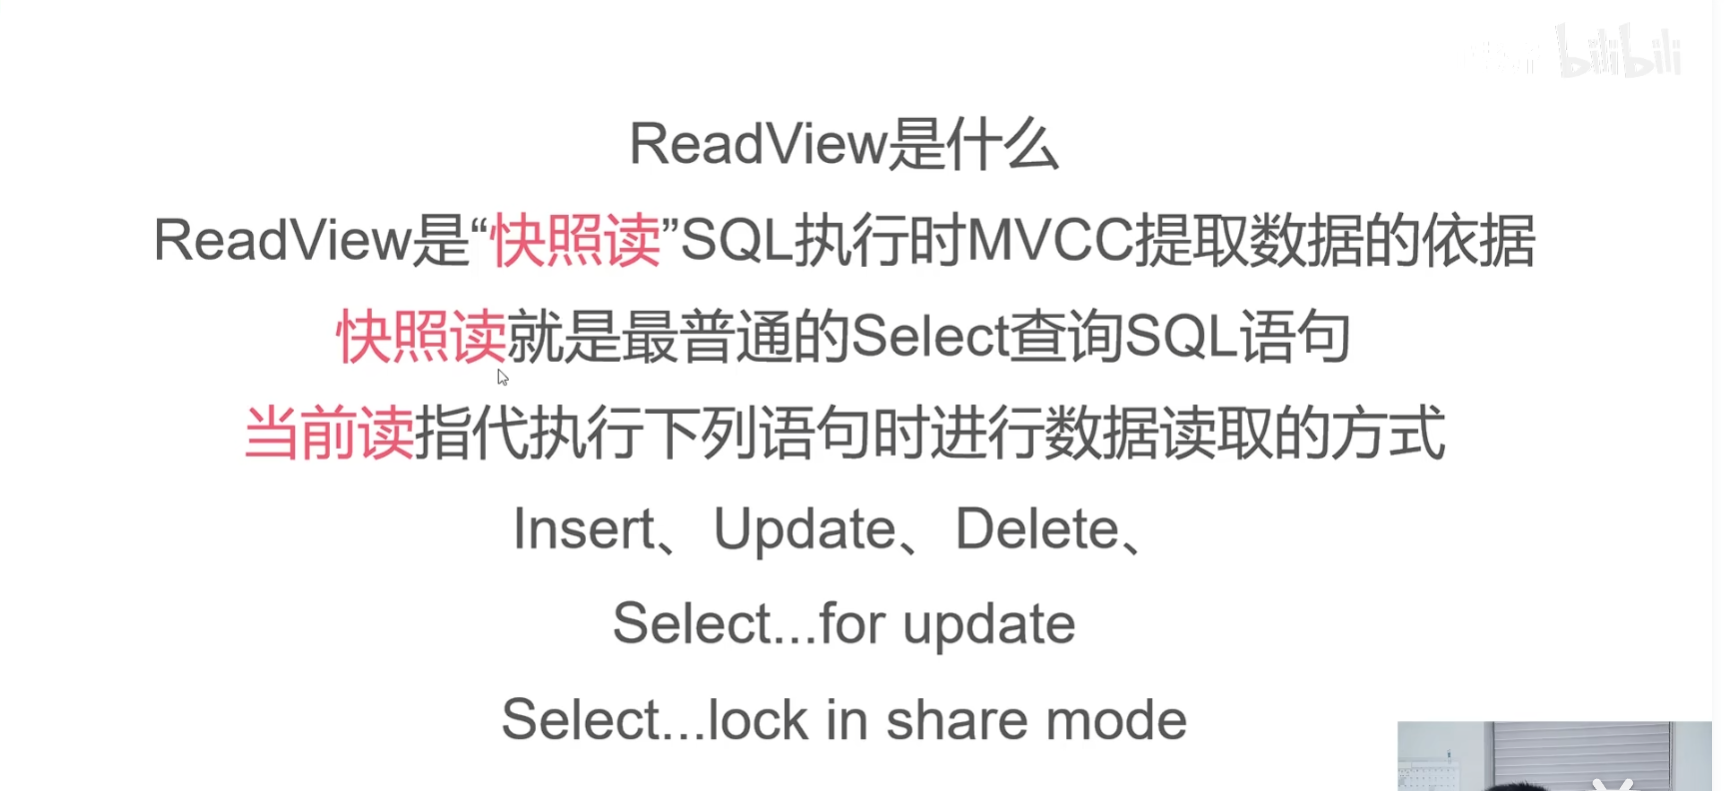 bilibili
ReadView是什么
ReadView是“快照读”SQL执行时MVCC提取数据的依据
快照读就是最普通的Select查询SQL语句
当前读指代执行下列语句时进行数据读取的方式
Insert、Update、Delete、
Select...for update
Select...lock in share mode